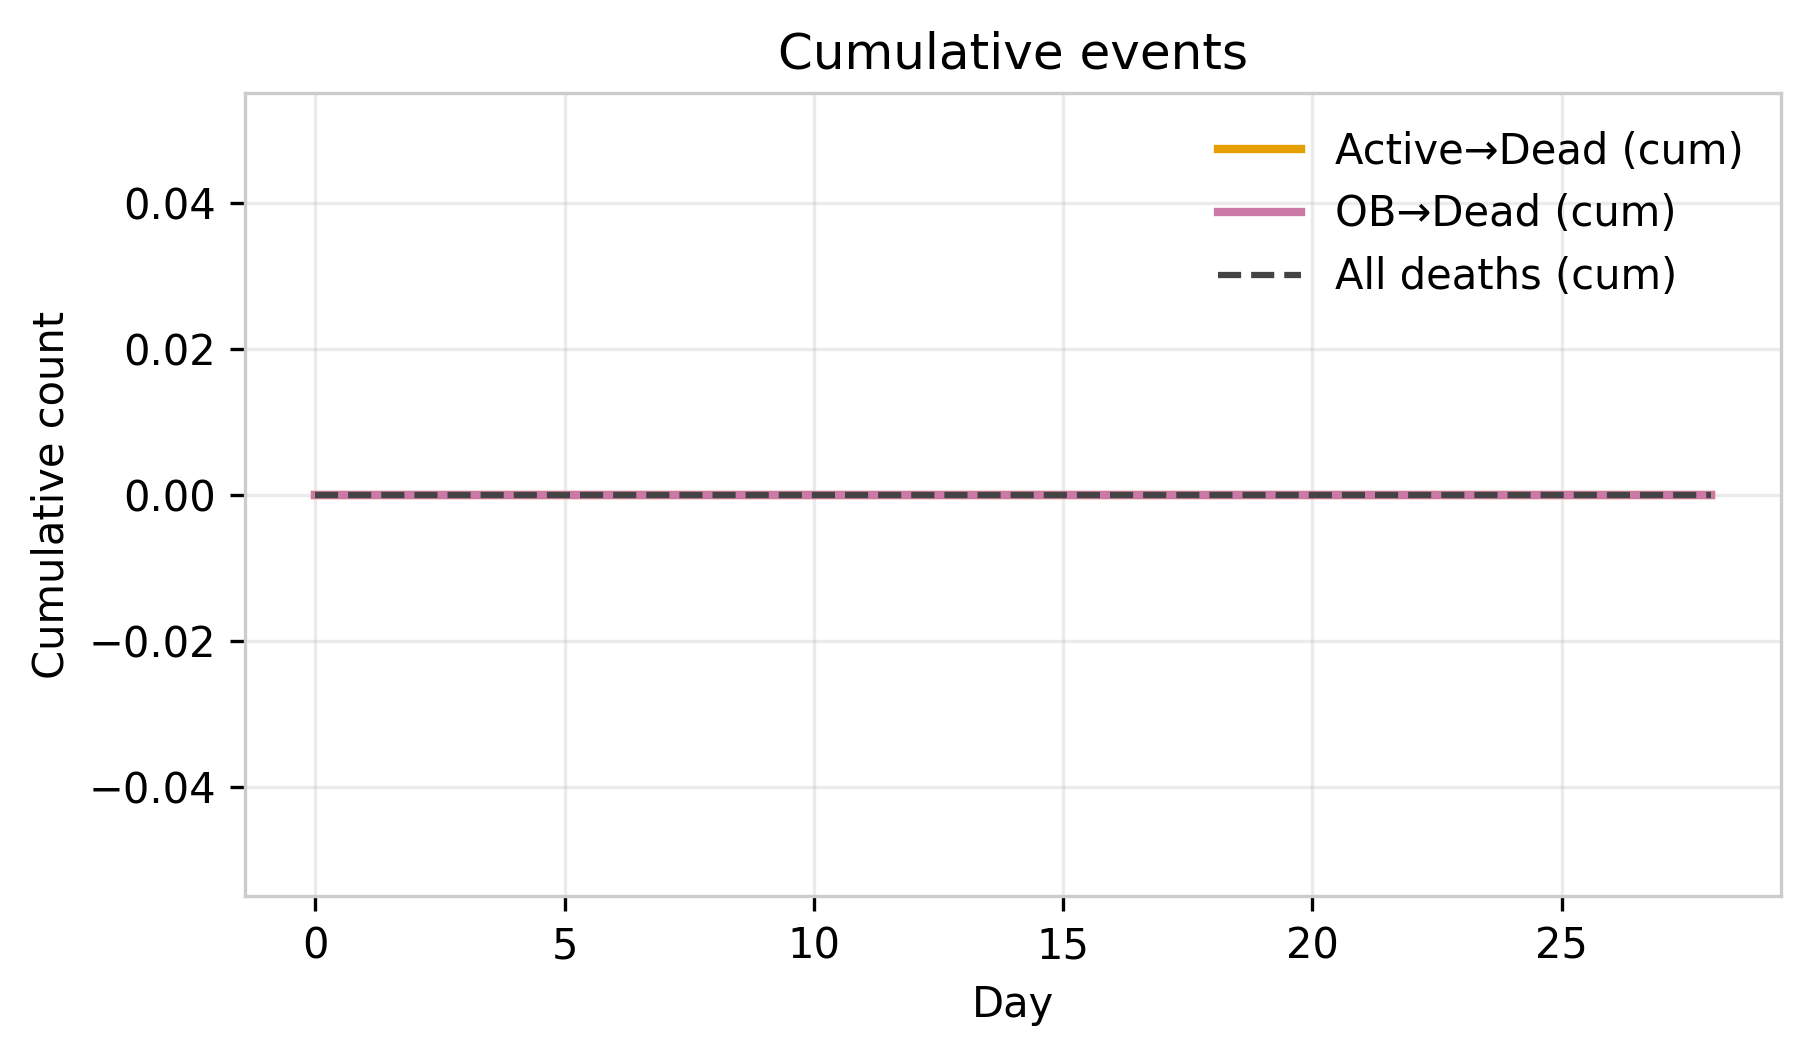 Cumulative events
Active→Dead (cum)
OB→Dead (cum)
All deaths (cum)
Cumulative count
0.04
0.02
0.00
−0.02
−0.04
0 5 10 15 20 25
Day